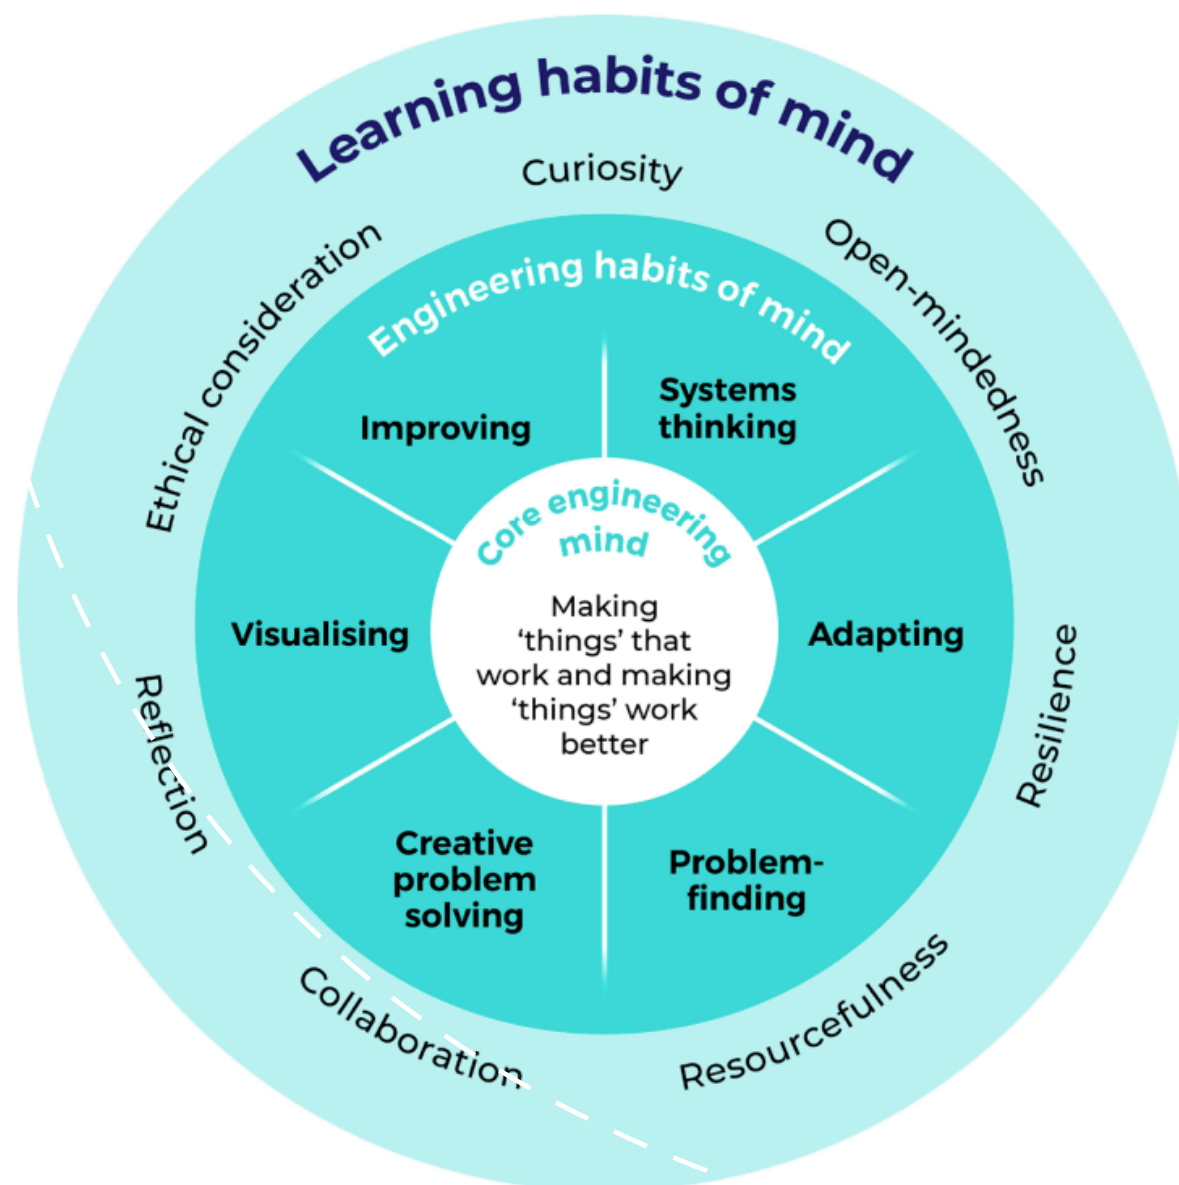 Learning habits of mind
Curiosity
Open-mindedness
Resilience
Resourcefulness
Collaboration
Reflection
Ethical consideration
Engineering habits of mind
Systems
thinking
Adapting
Problem-
finding
Creative
problem
solving
Visualising
Improving
Core engineering
mind
Making
‘things’ that
work and making
‘things’ work
better